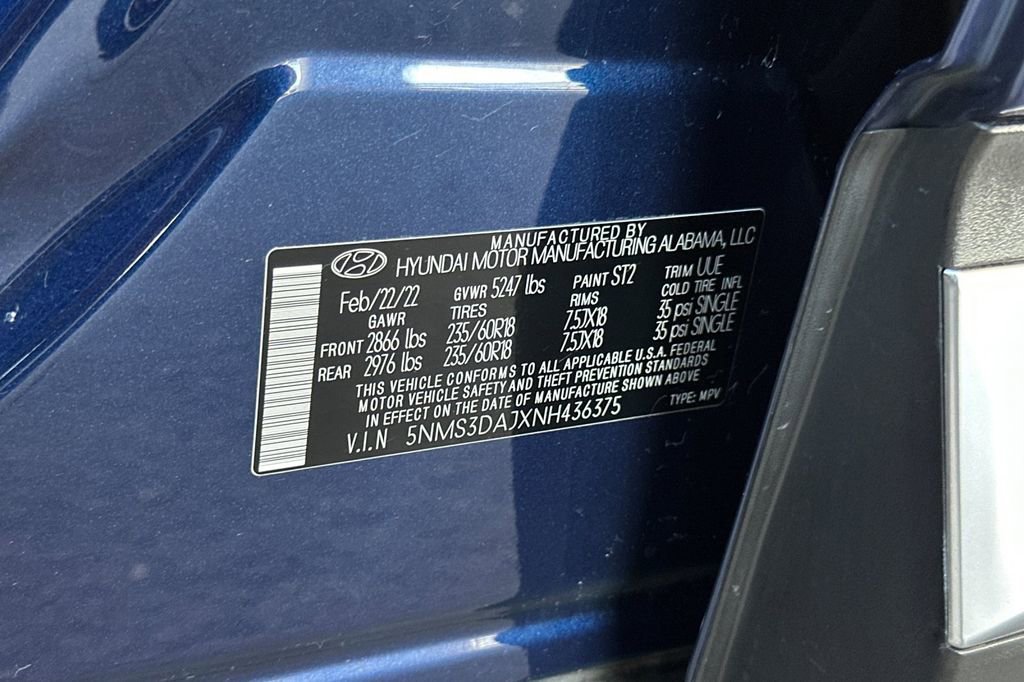 MANUFACTURED BY
HYUNDAI MOTOR MANUFACTURING ALABAMA, LLC
Feb/22/22 GVWR 5247 lbs PAINT ST2 TRIM UUE
GAWR TIRES RIMS COLD TIRE INFL
FRONT 2866 lbs 235/60R18 7.5JX18 35 psi SINGLE
REAR 2976 lbs 235/60R18 7.5JX18 35 psi SINGLE
THIS VEHICLE CONFORMS TO ALL APPLICABLE U.S.A. FEDERAL
MOTOR VEHICLE SAFETY AND THEFT PREVENTION STANDARDS
IN EFFECT ON THE DATE OF MANUFACTURE SHOWN ABOVE
V.I.N 5NMS3DAJXNH436375 TYPE: MPV